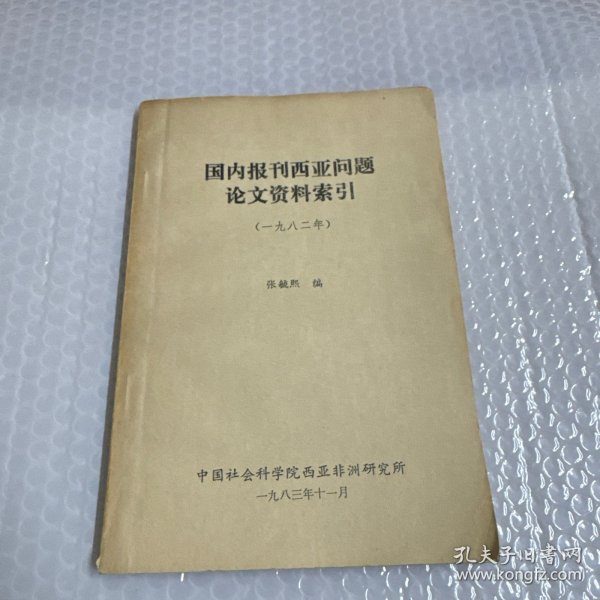 国内报刊西亚问题
论文资料索引
(一九八二年)
张毓熙 编
中国社会科学院西亚非洲研究所
一九八三年十一月
孔夫子旧书网
www.kongfz.com